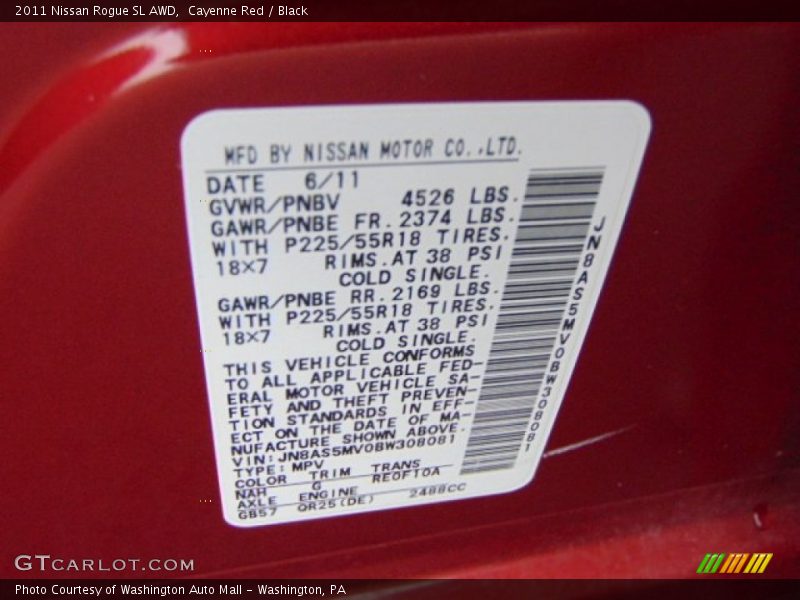 2011 Nissan Rogue SL AWD,  Cayenne Red / Black
MFD BY NISSAN MOTOR CO.,LTD.
DATE 6/11
GVWR/PNBV 4526 LBS.
GAWR/PNBE FR. 2374 LBS.
WITH P225/55R18 TIRES.
18×7 RIMS.AT 38 PSI
COLD SINGLE.
GAWR/PNBE RR. 2169 LBS.
WITH P225/55R18 TIRES.
18×7 RIMS.AT 38 PSI
COLD SINGLE.
THIS VEHICLE CONFORMS
TO ALL APPLICABLE FED-
ERAL MOTOR VEHICLE SA-
FETY AND THEFT PREVEN-
TION STANDARDS IN EFF-
ECT ON THE DATE OF MA-
NUFACTURE SHOWN ABOVE.
VIN:JN8AS5MV0BW308081
TYPE:MPV
COLOR TRIM TRANS
NAH G RE0F10A
AXLE ENGINE
GB57 QR25(DE) 2488CC
JN8AS5MV0BW308081
GTCARLOT.COM
Photo Courtesy of Washington Auto Mall - Washington, PA